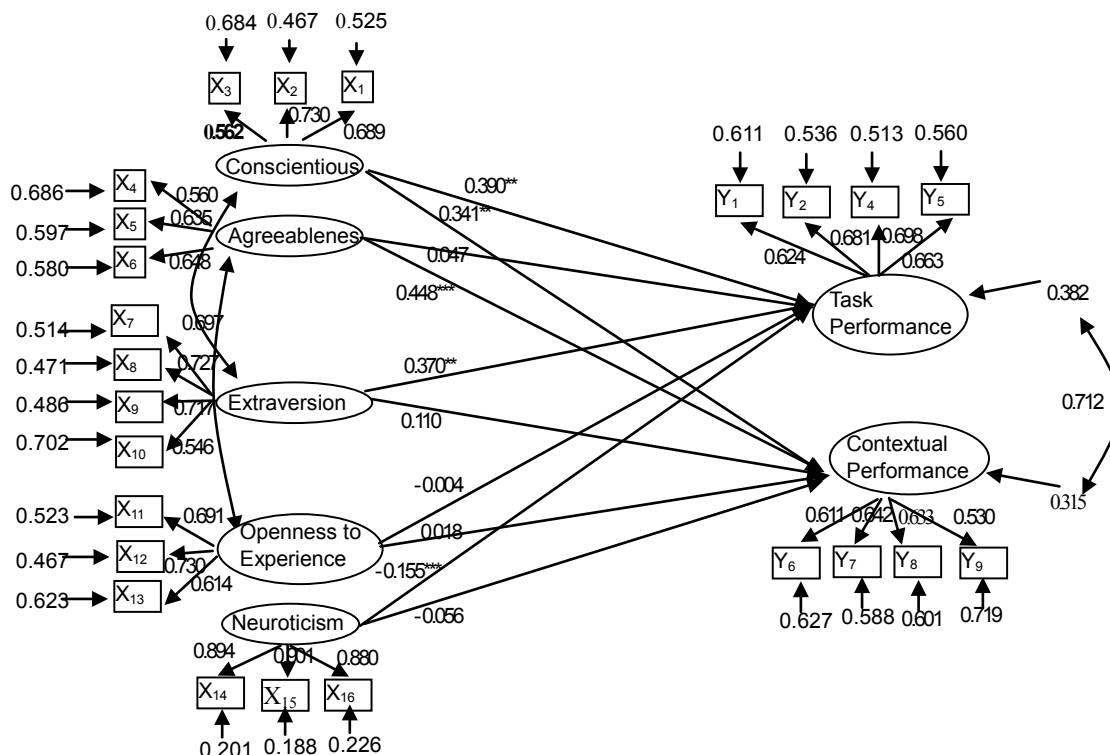 0.684 0.467 0.525
X3 X2 X1
0.730
0.562 0.689
Conscientious
0.611 0.536 0.513 0.560
Y1 Y2 Y4 Y5
0.686 X4 0.560
0.390**
0.597 X5 0.635
0.341**
Agreeablenes
0.681 0.698
0.580 X6 0.648
0.047
0.624 0.663
0.448***
Task
Performance
0.382
0.514 X7 0.697
0.471 X8 0.727
0.370**
0.486 X9 0.717
Extraversion
0.110
0.712
0.702 X10 0.546
Contextual
Performance
-0.004
0.315
0.523 X11 0.691
0.018
0.611 0.642 0.633 0.530
Openness to
Experience
0.467 X12 0.730
-0.155***
Y6 Y7 Y8 Y9
0.623 X13 0.614
-0.056
0.627 0.588 0.601 0.719
Neuroticism
0.894 0.901 0.880
X14 X15 X16
0.201 0.188 0.226